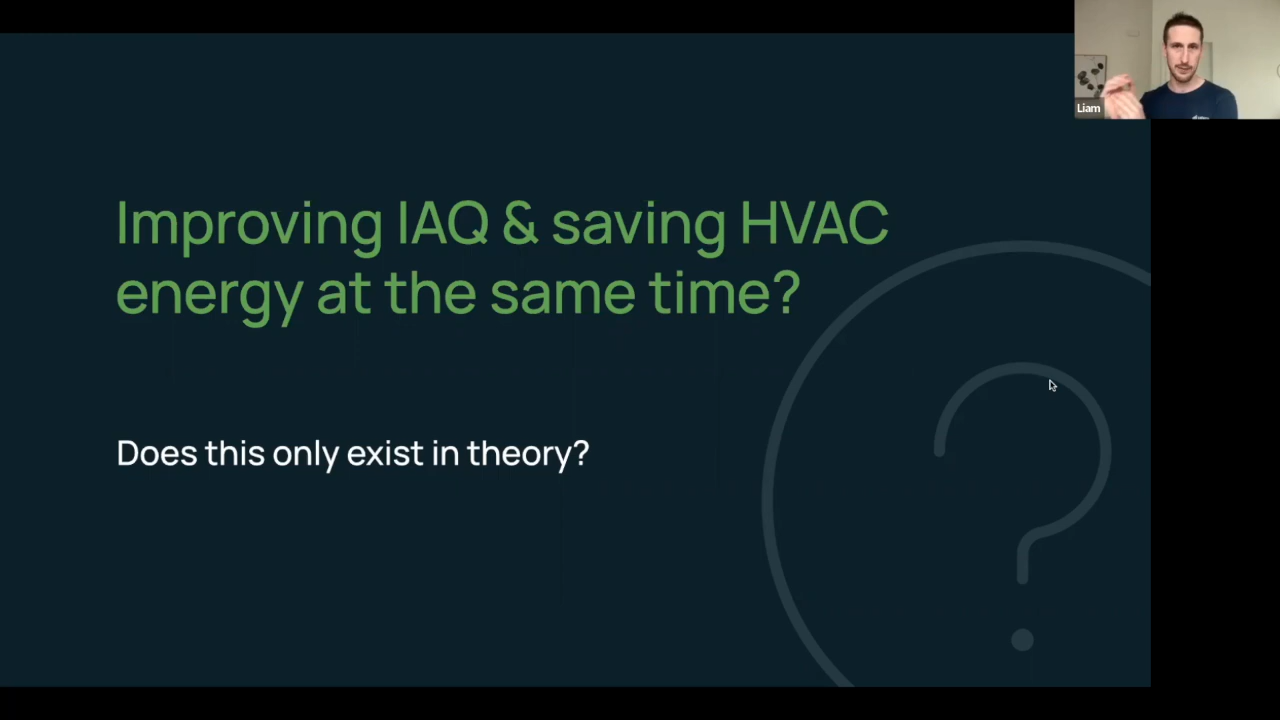 Improving IAQ & saving HVAC
energy at the same time?
Does this only exist in theory?
Liam